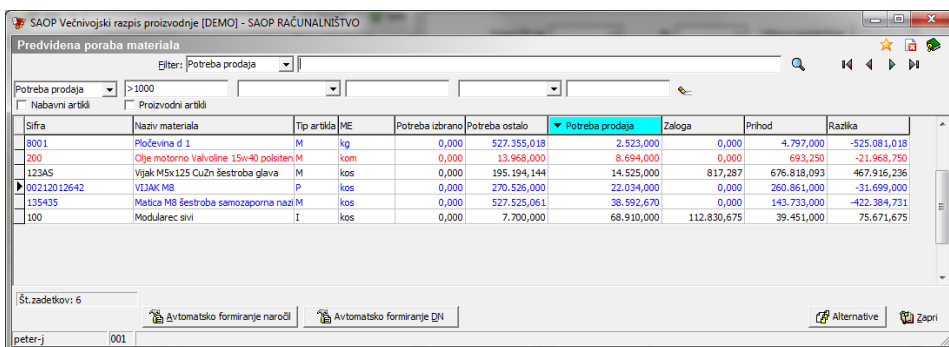 SAOP Večnivojski razpis proizvodnje [DEMO] - SAOP RAČUNALNIŠTVO
Predvidena poraba materiala
Filter: Potreba prodaja
Potreba prodaja >1000
Nabavni artikli Proizvodni artikli
Šifra Naziv materiala Tip artikla ME Potreba izbrano Potreba ostalo Potreba prodaja Zaloga Prihod Razlika
8001 Pločevina d 1 M kg 0,000 527.355,018 2.523,000 0,000 4.797,000 -525.081,018
200 Olje motorno Valvoline 15w40 polsiten M kom 0,000 13.968,000 8.694,000 0,000 693,250 -21.968,750
123AS Vijak M5x125 CuZn šestroba glava M kos 0,000 195.194,144 14.525,000 817,287 676.818,093 467.916,236
00212012642 VIJAK M8 P kos 0,000 270.526,000 22.034,000 0,000 260.861,000 -31.699,000
135435 Matica M8 šestroba samozaporna nazi M kos 0,000 527.525,061 38.592,670 0,000 143.733,000 -422.384,731
100 Modularec sivi I kos 0,000 7.700,000 68.910,000 112.830,675 39.451,000 75.671,675
Št.zadetkov: 6
Avtomatsko formiranje naročil Avtomatsko formiranje DN Alternative Zapri
peter-j 001